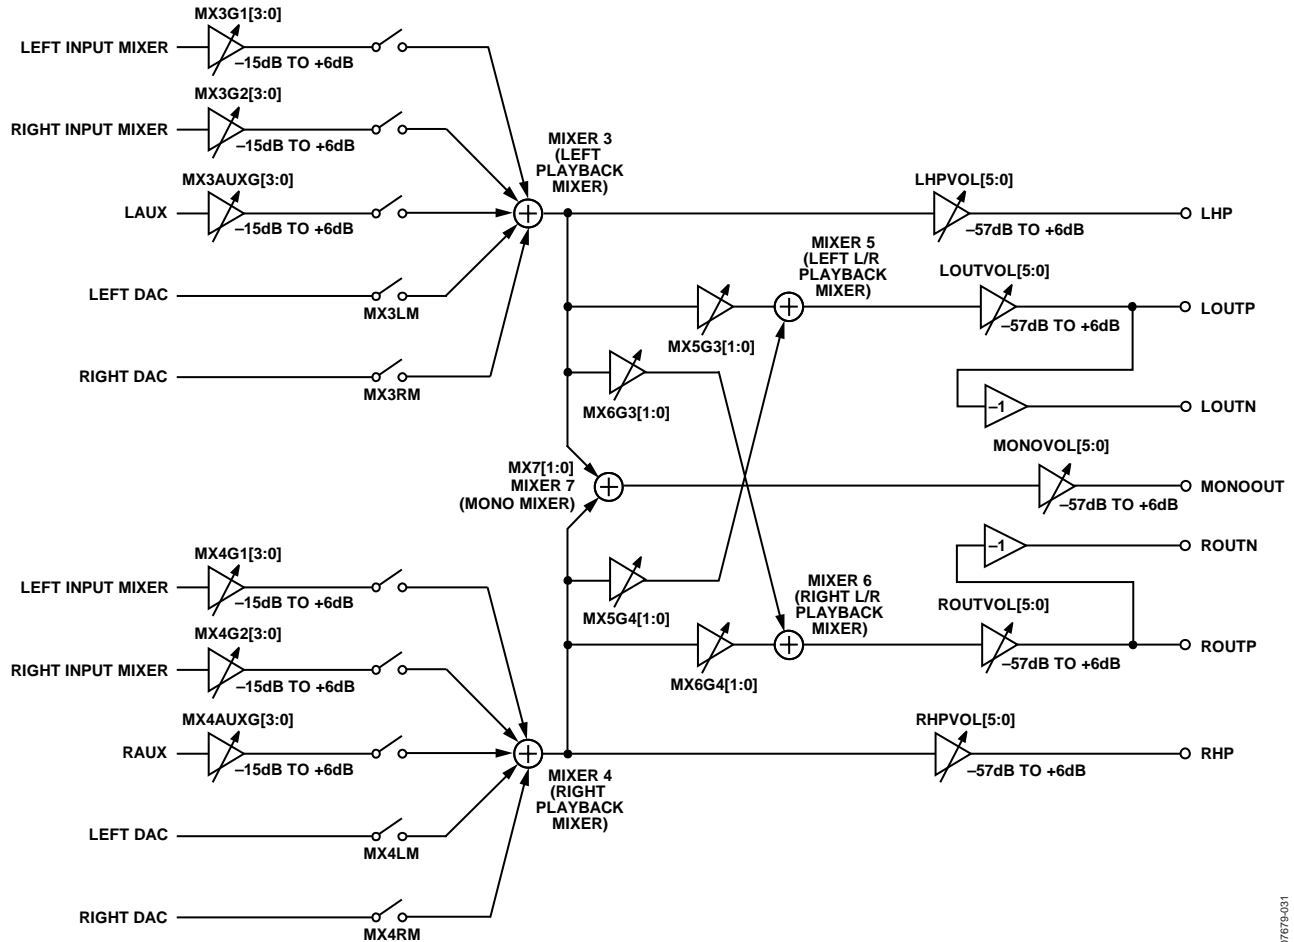 MX3G1[3:0]
LEFT INPUT MIXER
–15dB TO +6dB
MX3G2[3:0]
RIGHT INPUT MIXER
–15dB TO +6dB
MIXER 3
(LEFT
PLAYBACK
MIXER)
MX3AUXG[3:0]
LHPVOL[5:0]
LAUX
–15dB TO +6dB
–57dB TO +6dB
LHP
MIXER 5
(LEFT L/R
PLAYBACK
MIXER)
LOUTVOL[5:0]
LEFT DAC
MX3LM
MX5G3[1:0]
–57dB TO +6dB
LOUTP
RIGHT DAC
MX3RM
MX6G3[1:0]
–1
LOUTN
MONOVOL[5:0]
MX7[1:0]
MIXER 7
(MONO MIXER)
–57dB TO +6dB
MONOOUT
–1
ROUTN
MX4G1[3:0]
LEFT INPUT MIXER
–15dB TO +6dB
MX5G4[1:0]
MIXER 6
(RIGHT L/R
PLAYBACK
MIXER)
ROUTVOL[5:0]
MX4G2[3:0]
RIGHT INPUT MIXER
–15dB TO +6dB
MX6G4[1:0]
–57dB TO +6dB
ROUTP
MX4AUXG[3:0]
RHPVOL[5:0]
RAUX
–15dB TO +6dB
–57dB TO +6dB
RHP
MIXER 4
(RIGHT
PLAYBACK
MIXER)
LEFT DAC
MX4LM
RIGHT DAC
MX4RM
07679-031